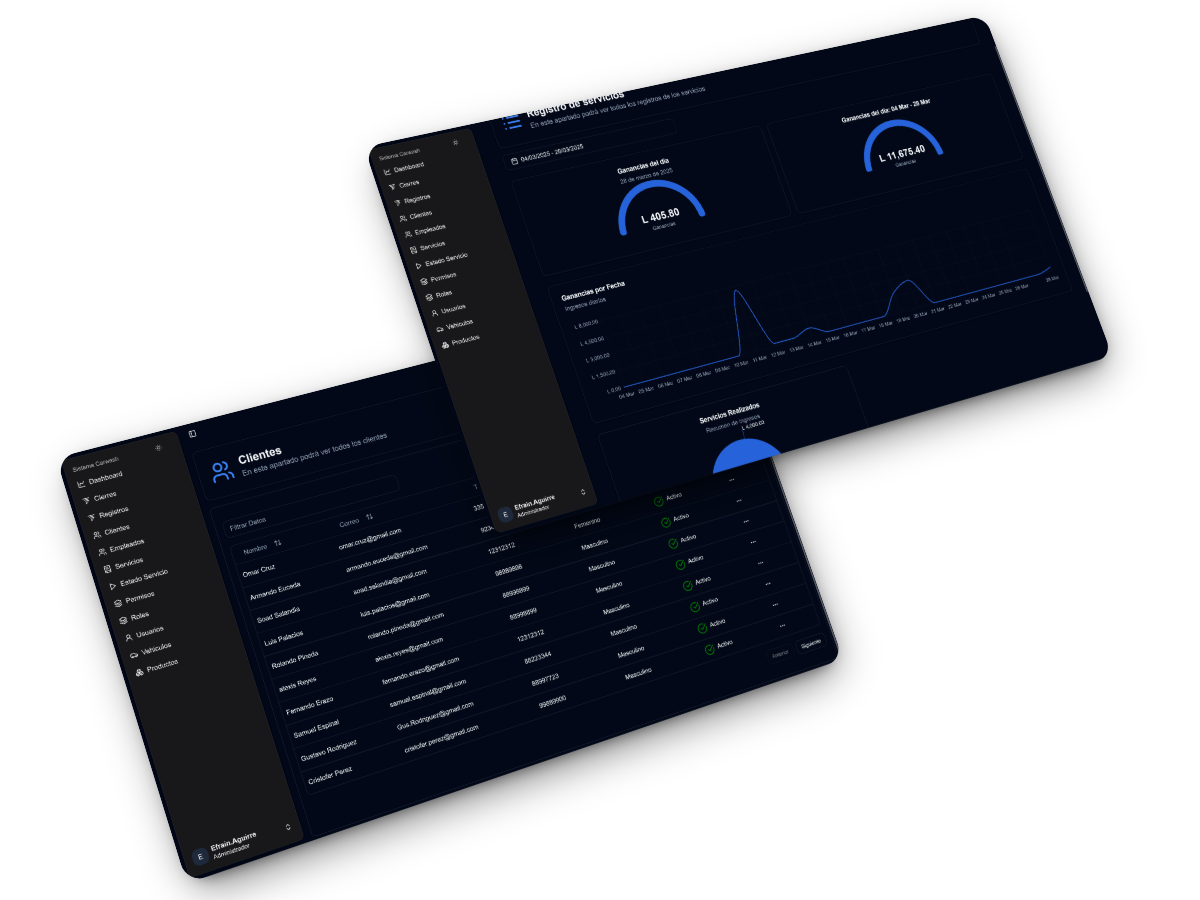 Registro de servicios
En este apartado podrá ver todos los registros de los servicios
Sistema Carwash
Dashboard
Cierres
Registros
Clientes
Empleados
Servicios
Estado Servicio
Permisos
Roles
Usuarios
Vehiculos
Productos
E
Efrain.Aguirre
Administrador
04/03/2025 - 28/03/2025
Ganancias del día
28 de marzo de 2025
L 405.80
Ganancias
Ganancias del día: 04 Mar - 28 Mar
L 11,675.40
Ganancias
Ganancias por Fecha
Ingresos diarios
L 6,000.00
L 4,500.00
L 3,000.00
L 1,500.00
L 0.00
04 Mar 05 Mar 06 Mar 07 Mar 08 Mar 09 Mar 10 Mar 11 Mar 12 Mar 13 Mar 14 Mar 15 Mar 16 Mar 17 Mar 18 Mar 19 Mar 20 Mar 21 Mar 22 Mar 23 Mar 24 Mar 25 Mar 26 Mar 28 Mar
Servicios Realizados
Resumen de Ingresos
L 4,000.00
Sistema Carwash
Dashboard
Cierres
Registros
Clientes
Empleados
Servicios
Estado Servicio
Permisos
Roles
Usuarios
Vehiculos
Productos
E
Efrain.Aguirre
Administrador
Clientes
En este apartado podrá ver todos los clientes
Filtrar Datos
Nombre Correo
Omar Cruz omar.cruz@gmail.com 335
Armando Euceda armando.euceda@gmail.com Femenino Activo
Soad Salandia soad.salandia@gmail.com 12312312 Masculino Activo
Luis Palacios luis.palacios@gmail.com Masculino Activo
Rolando Pineda rolando.pineda@gmail.com Masculino Activo
alexis Reyes alexis.reyes@gmail.com Masculino Activo
Fernando Erazo fernando.erazo@gmail.com 12312312 Masculino Activo
Samuel Espinal samuel.espinal@gmail.com 88223344 Masculino Activo
Gustavo Rodriguez Gus.Rodriguez@gmail.com 88997723 Masculino Activo
Cristofer Perez cristofer.perez@gmail.com 99889900
Anterior Siguiente